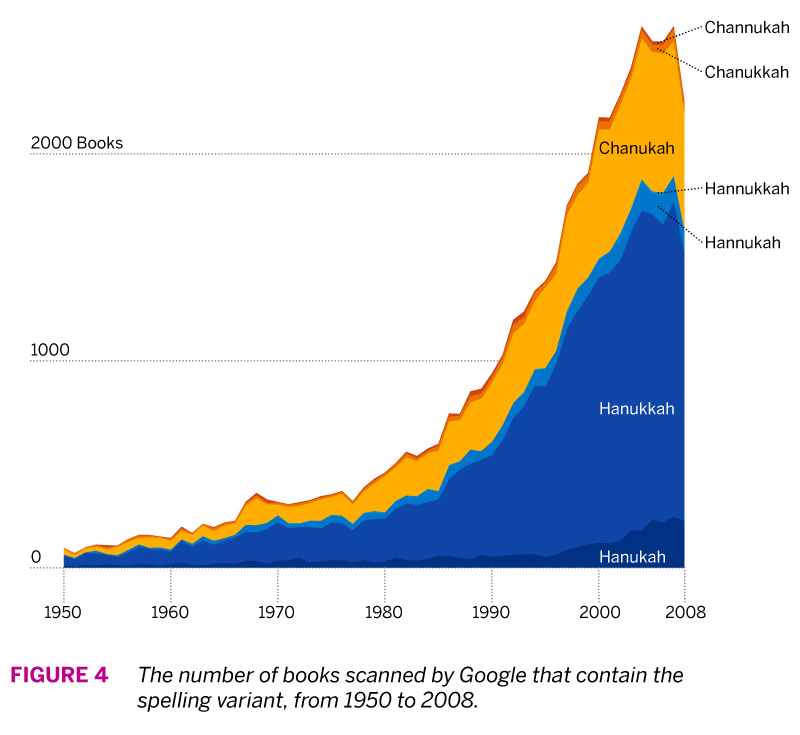 Channukah
Chanukkah
2000 Books
Chanukah
Hannukkah
Hannukah
1000
Hanukkah
0
Hanukah
1950 1960 1970 1980 1990 2000 2008
FIGURE 4 The number of books scanned by Google that contain the
spelling variant, from 1950 to 2008.